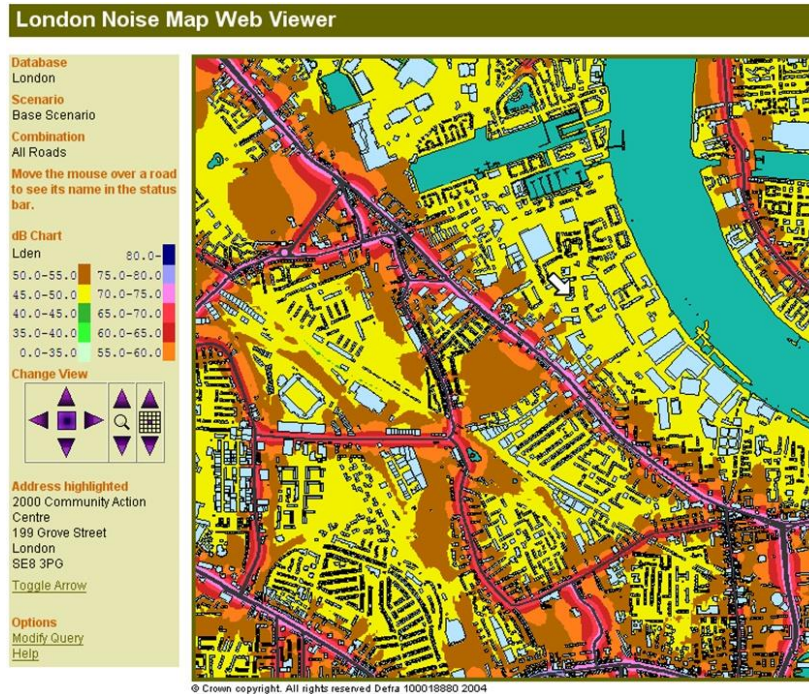 London Noise Map Web Viewer
Database
London
Scenario
Base Scenario
Combination
All Roads
Move the mouse over a road
to see its name in the status
bar.
dB Chart
Lden 80.0-
50.0-55.0 75.0-80.0
45.0-50.0 70.0-75.0
40.0-45.0 65.0-70.0
35.0-40.0 60.0-65.0
0.0-35.0 55.0-60.0
Change View
Address highlighted
2000 Community Action
Centre
199 Grove Street
London
SE8 3PG
Toggle Arrow
Options
Modify Query
Help
© Crown copyright. All rights reserved Defra 100018880 2004